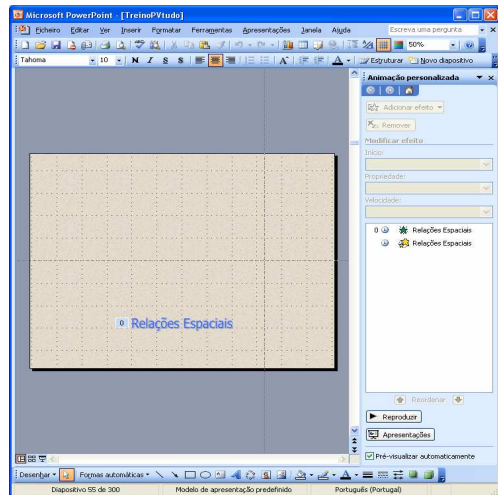 Microsoft PowerPoint - [TreinoPVtudo]
Ficheiro Editar Ver Inserir Formatar Ferramentas Apresentações Janela Ajuda Escreva uma pergunta
50%
Tahoma 10 N I S S Estruturar Novo diapositivo
Animação personalizada
Adicionar efeito
Remover
Modificar efeito
Início:
Propriedade:
Velocidade:
0 Relações Espaciais
Relações Espaciais
0 Relações Espaciais
Reordenar
Reproduzir
Apresentações
Pré-visualizar automaticamente
Desenhar Formas automáticas
Diapositivo 55 de 300 Modelo de apresentação predefinido Português (Portugal)